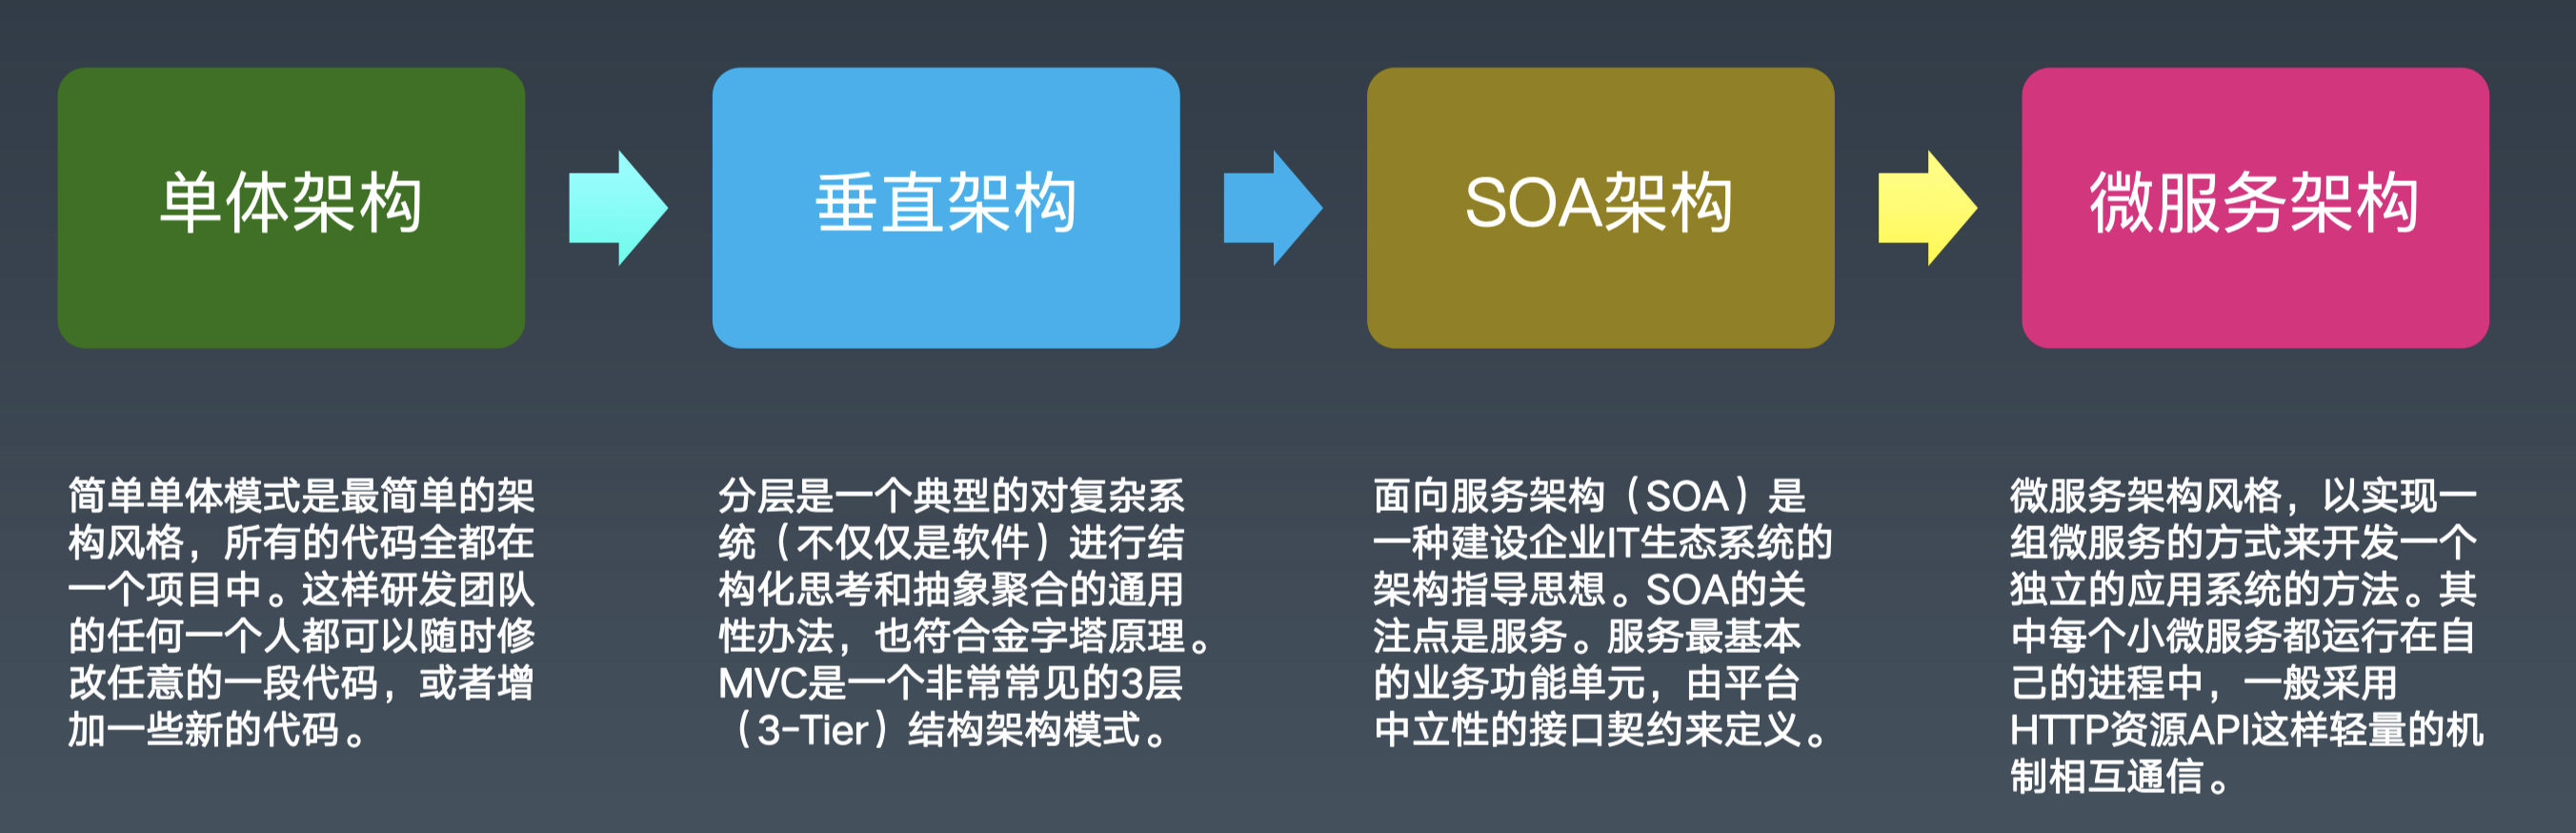 单体架构
垂直架构
SOA架构
微服务架构
简单单体模式是最简单的架
构风格，所有的代码全都在
一个项目中。这样研发团队
的任何一个人都可以随时修
改任意的一段代码，或者增
加一些新的代码。
分层是一个典型的对复杂系
统（不仅仅是软件）进行结
构化思考和抽象聚合的通用
性办法，也符合金字塔原理。
MVC是一个非常常见的3层
（3-Tier）结构架构模式。
面向服务架构（SOA）是
一种建设企业IT生态系统的
架构指导思想。SOA的关
注点是服务。服务最基本
的业务功能单元，由平台
中立性的接口契约来定义。
微服务架构风格，以实现一
组微服务的方式来开发一个
独立的应用系统的方法。其
中每个小微服务都运行在自
己的进程中，一般采用
HTTP资源API这样轻量的机
制相互通信。